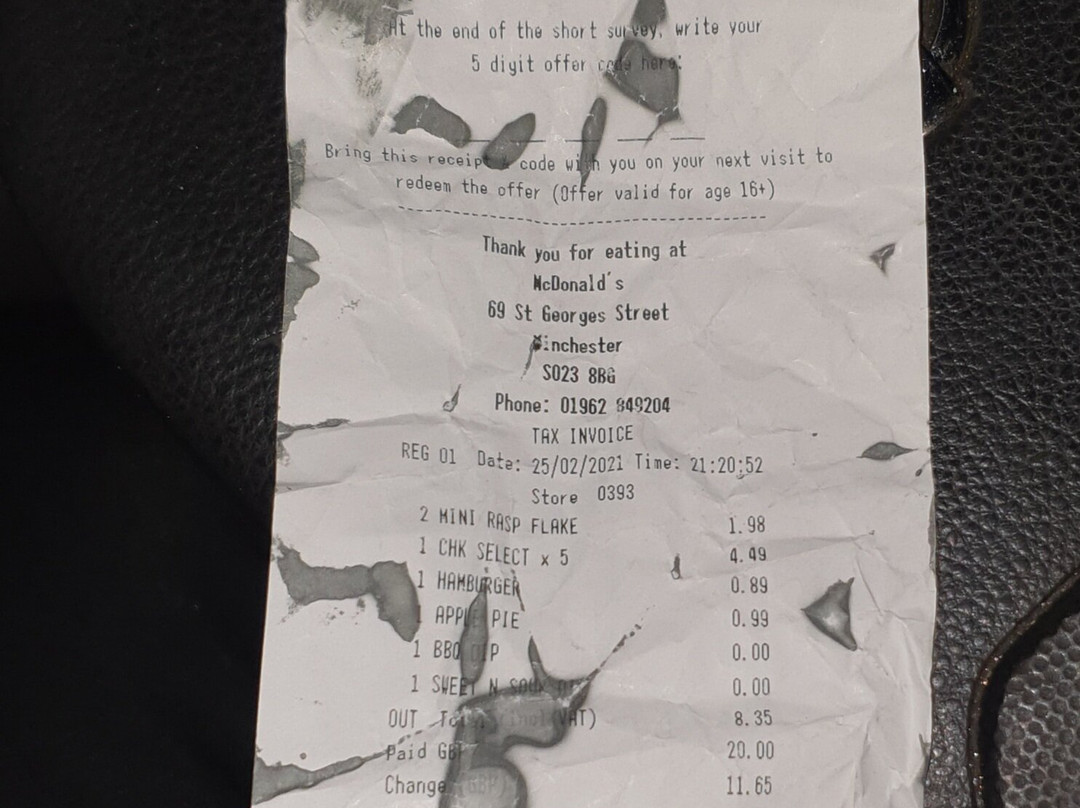 At the end of the short survey, write your
5 digit offer code here:
Bring this receipt & code with you on your next visit to
redeem the offer (Offer valid for age 16+)
Thank you for eating at
McDonald's
69 St Georges Street
Winchester
SO23 8BG
Phone: 01962 849204
TAX INVOICE
REG 01 Date: 25/02/2021 Time: 21:20:52
Store 0393
2 MINI RASP FLAKE 1.98
1 CHK SELECT x 5 4.49
1 HAMBURGER 0.89
APPLE PIE 0.99
1 BBQ DIP 0.00
1 SWEET N SOUR 0.00
OUT Total (incl VAT) 8.35
Paid GBP 20.00
Change (GBP) 11.65